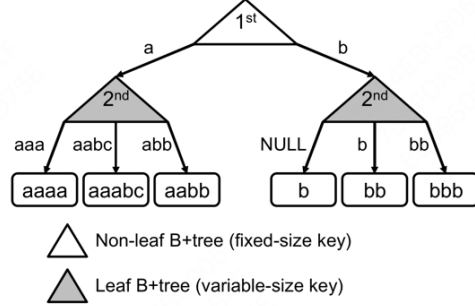 1st
a b
2nd 2nd
aaa aabc abb NULL b bb
aaaa aaabc aabb b bb bbb
Non-leaf B+tree (fixed-size key)
Leaf B+tree (variable-size key)